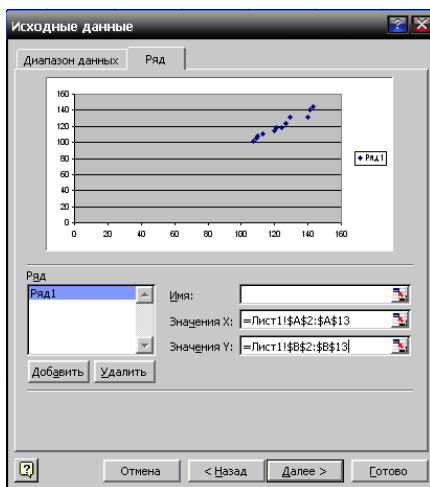 Исходные данные
Диапазон данных Ряд
160
140
120
100
80
60
40
20
0
0 20 40 60 80 100 120 140 160
Ряд1
Ряд
Ряд1
Имя:
Значения X: =Лист1!$A$2:$A$13
Значения Y: =Лист1!$B$2:$B$13
Добавить Удалить
Отмена < Назад Далее > Готово